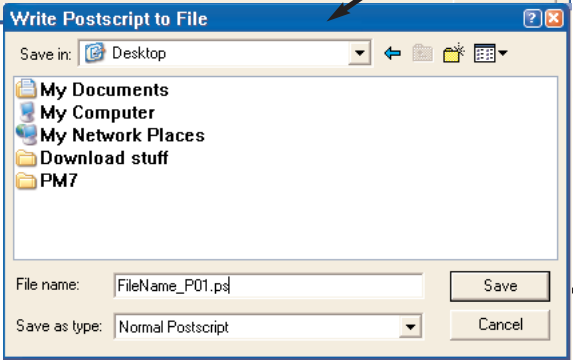 Write Postscript to File
Save in: Desktop
My Documents
My Computer
My Network Places
Download stuff
PM7
File name: FileName_P01.ps Save
Save as type: Normal Postscript Cancel